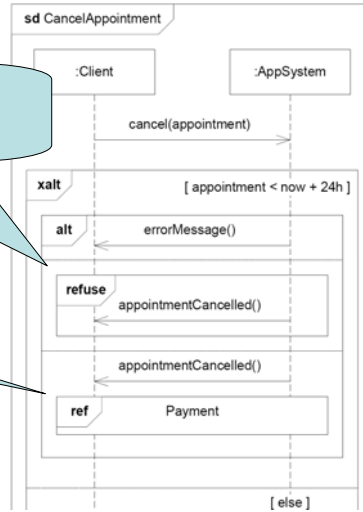 sd CancelAppointment
:Client
:AppSystem
cancel(appointment)
xalt
[ appointment < now + 24h ]
alt
errorMessage()
refuse
appointmentCancelled()
appointmentCancelled()
ref
Payment
[ else ]